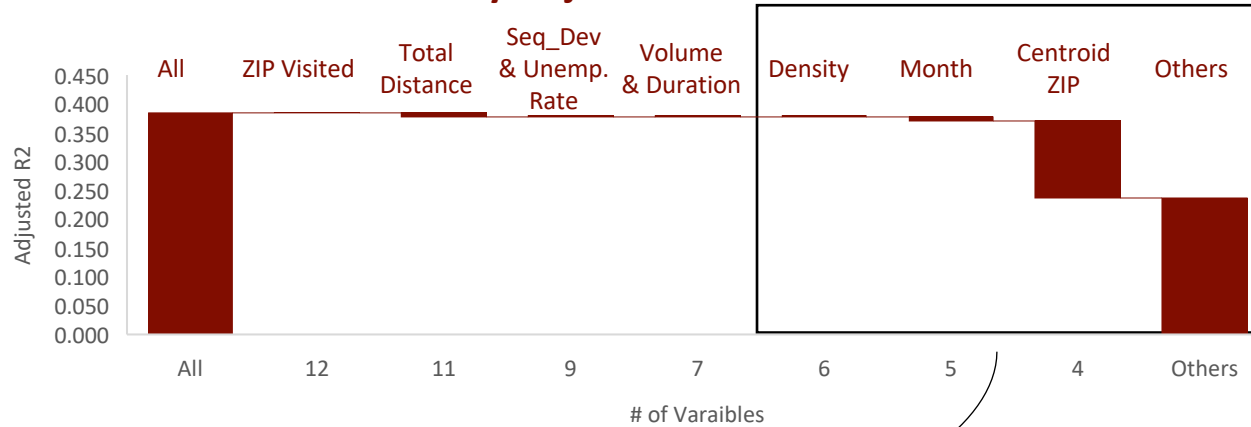 All
ZIP Visited
Total
Distance
Seq_Dev
& Unemp.
Rate
Volume
& Duration
Density
Month
Centroid
ZIP
Others
0.450
0.400
0.350
0.300
0.250
0.200
0.150
0.100
0.050
0.000
Adjusted R2
All 12 11 9 7 6 5 4 Others
# of Varaibles